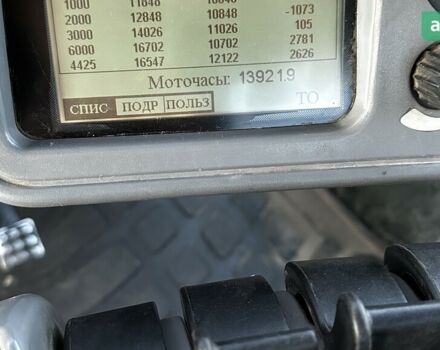 1000 11848 10848
2000 12848 10848 -1073
3000 14026 11026 105
6000 16702 10702 2781
4425 16547 12122 2626
Моточасы: 13921.9
СПИС ПОДР ПОЛЬЗ ТО
a